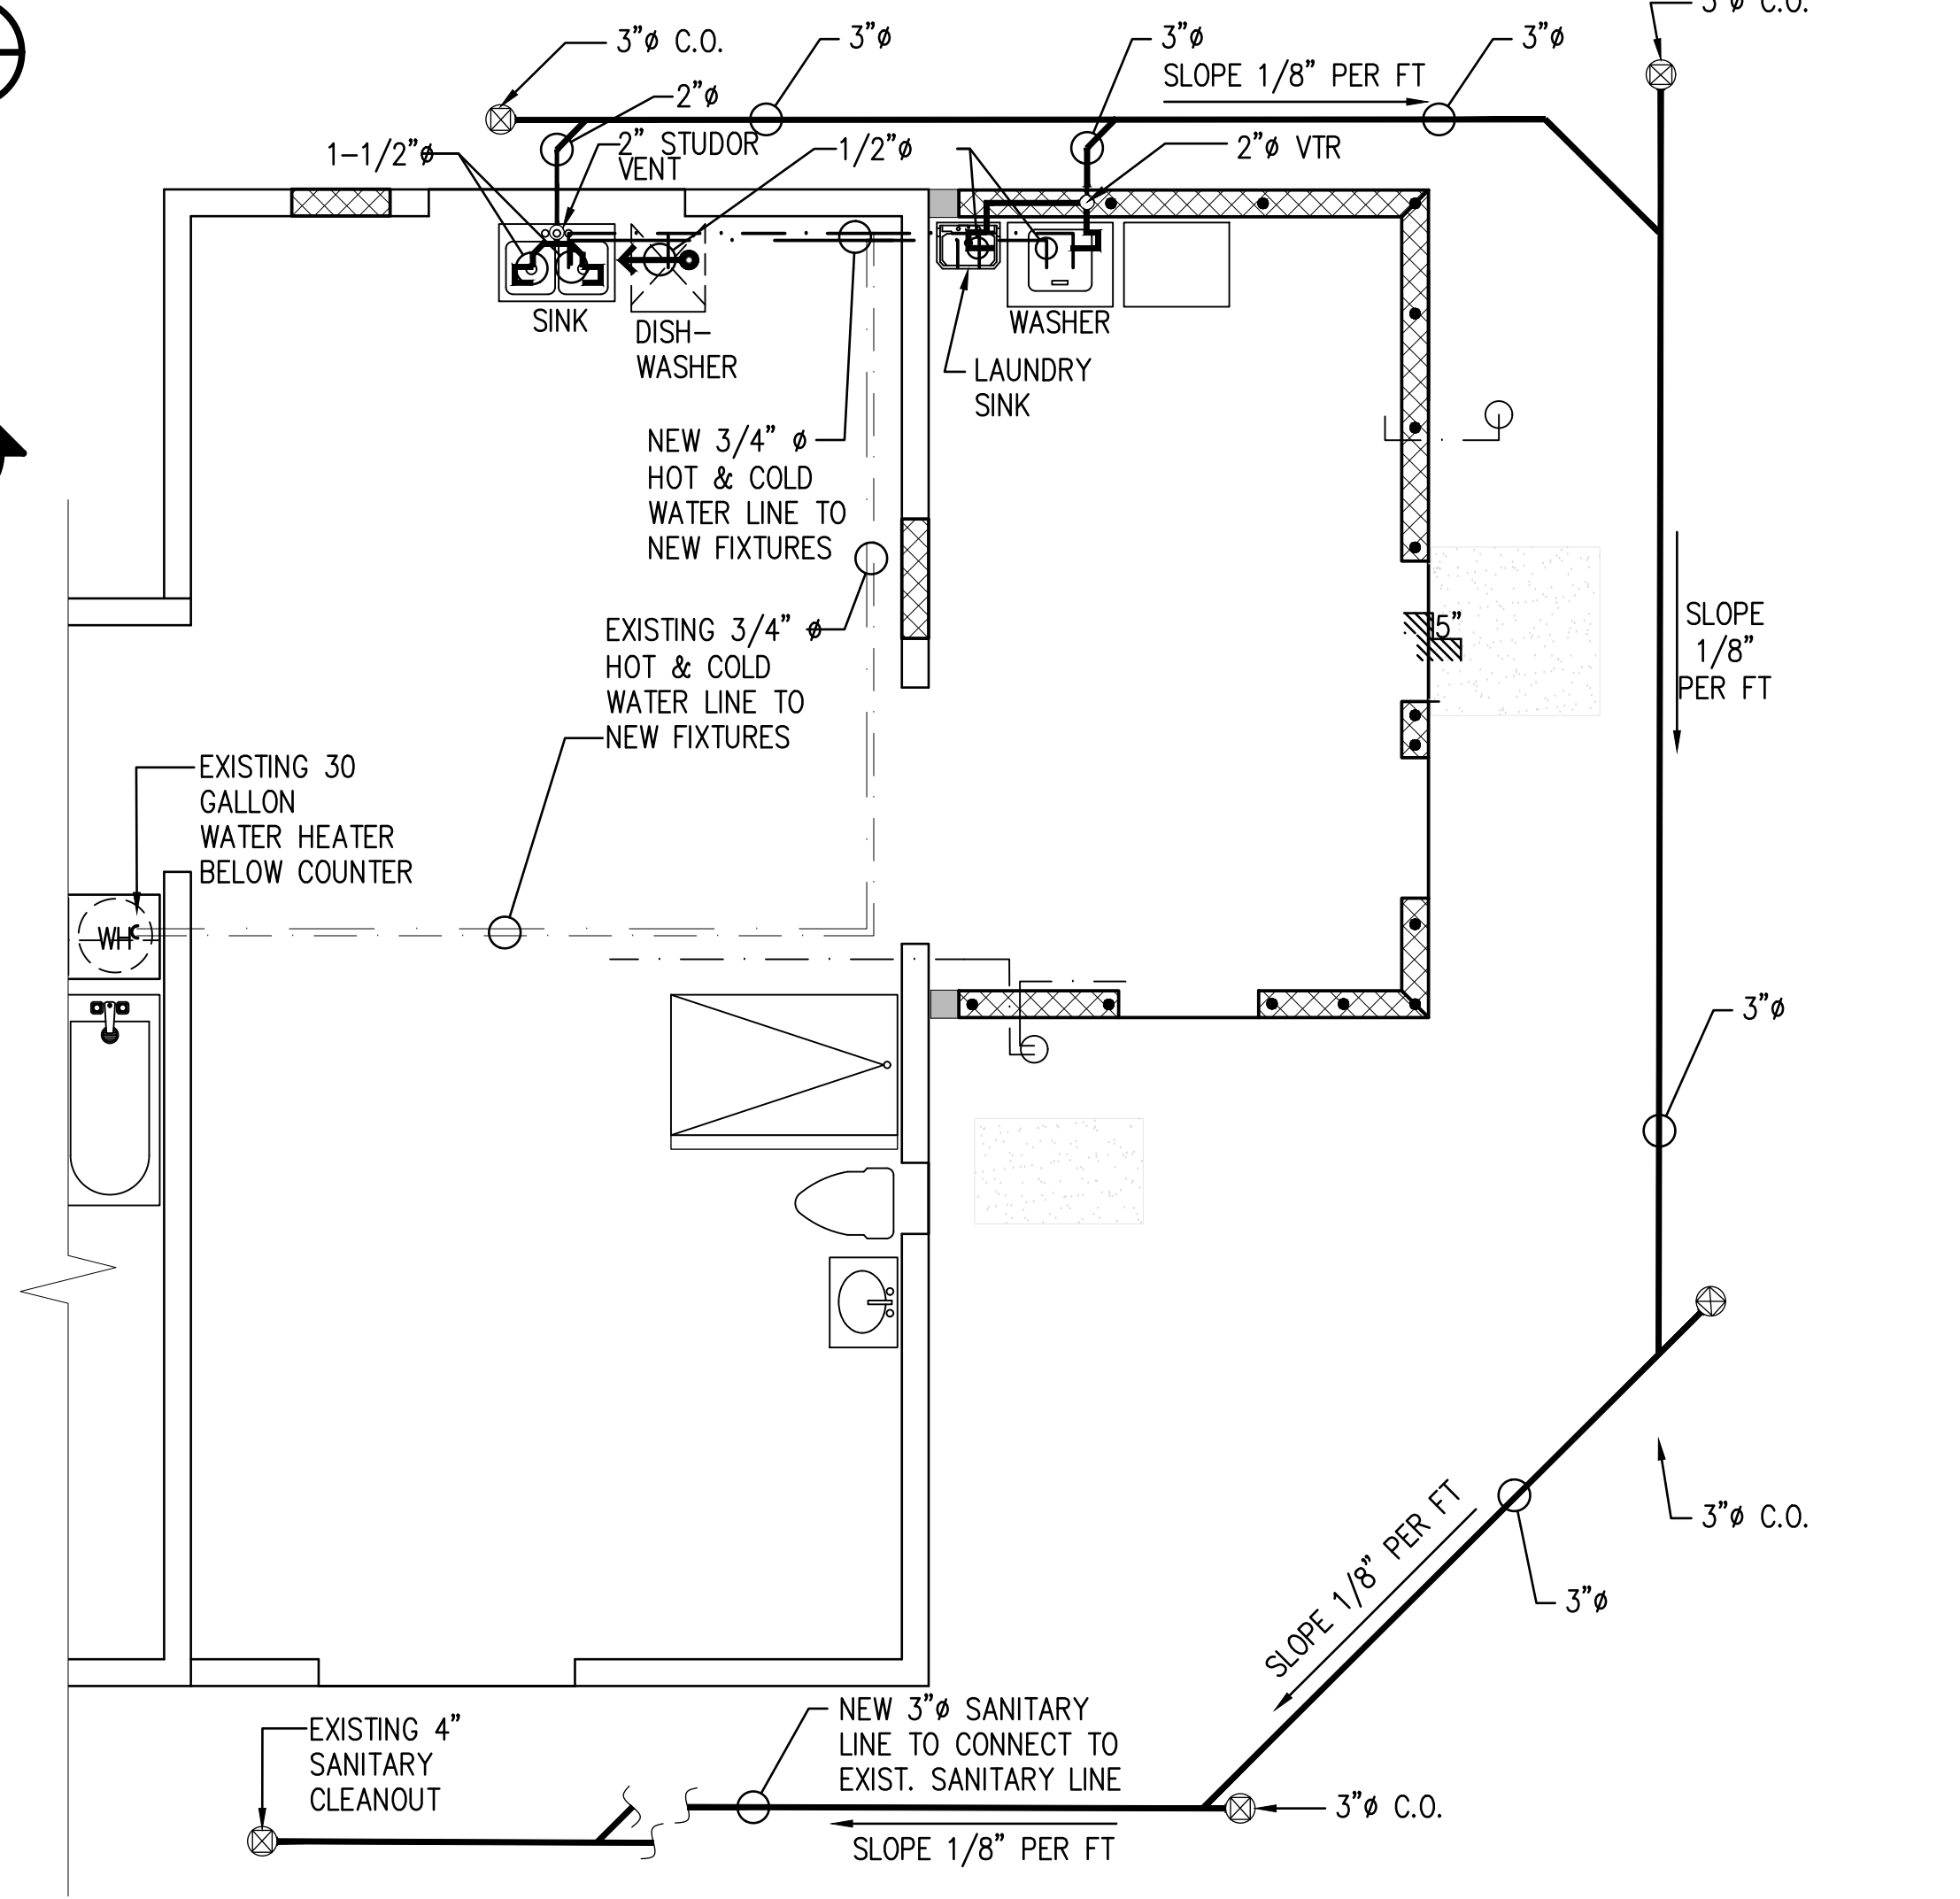 3"ø C.O.
3"ø C.O.
3"ø
3"ø
3"ø
SLOPE 1/8" PER FT
2"ø
1-1/2"ø
2" STUDOR
VENT
1/2"ø
2"ø VTR
SINK
DISH-
WASHER
WASHER
LAUNDRY
SINK
NEW 3/4" ø
HOT & COLD
WATER LINE TO
NEW FIXTURES
EXISTING 3/4" ø
HOT & COLD
WATER LINE TO
NEW FIXTURES
5"
SLOPE
1/8"
PER FT
EXISTING 30
GALLON
WATER HEATER
BELOW COUNTER
WH
3"ø
3"ø C.O.
SLOPE 1/8" PER FT
3"ø
NEW 3"ø SANITARY
LINE TO CONNECT TO
EXIST. SANITARY LINE
EXISTING 4"
SANITARY
CLEANOUT
3"ø C.O.
SLOPE 1/8" PER FT